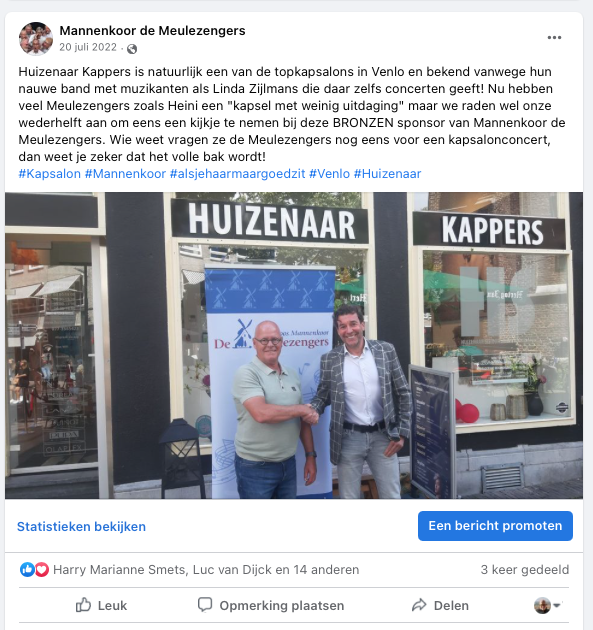 Mannenkoor de Meulezengers
20 juli 2022 ·
Huizenaar Kappers is natuurlijk een van de topkapsalons in Venlo en bekend vanwege hun
nauwe band met muzikanten als Linda Zijlmans die daar zelfs concerten geeft! Nu hebben
veel Meulezengers zoals Heini een "kapsel met weinig uitdaging" maar we raden wel onze
wederhelft aan om eens een kijkje te nemen bij deze BRONZEN sponsor van Mannenkoor de
Meulezengers. Wie weet vragen ze de Meulezengers nog eens voor een kapsalonconcert,
dan weet je zeker dat het volle bak wordt!
#Kapsalon #Mannenkoor #alsjehaarmaargoedzit #Venlo #Huizenaar
HUIZENAAR
KAPPERS
Mannenkoor
De
Statistieken bekijken
Een bericht promoten
Harry Marianne Smets, Luc van Dijck en 14 anderen
3 keer gedeeld
Leuk
Opmerking plaatsen
Delen